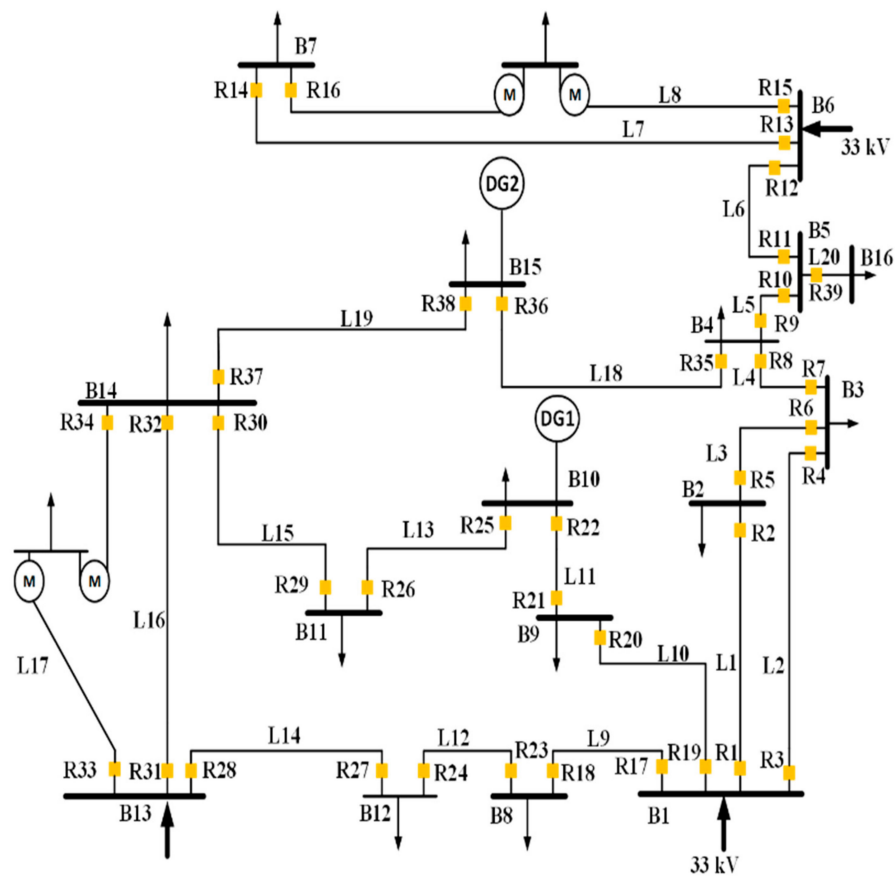 B7
R14
R16
M
M
L8
R15
B6
R13
L7
33 kV
R12
DG2
L6
B5
R11
L20
B16
R10
R39
B15
R38
R36
L19
L5
B4
R9
R35
R8
L4
R7
B3
L18
R37
B14
R34
R32
R30
DG1
R6
L3
R4
B10
R5
B2
R25
R22
R2
L13
L15
L11
R29
R26
R21
B11
B9
R20
M
M
L16
L10
L1
L2
L17
L14
L12
L9
R33
R31
R28
R27
R24
R23
R18
R17
R19
R1
R3
B13
B12
B8
B1
33 kV